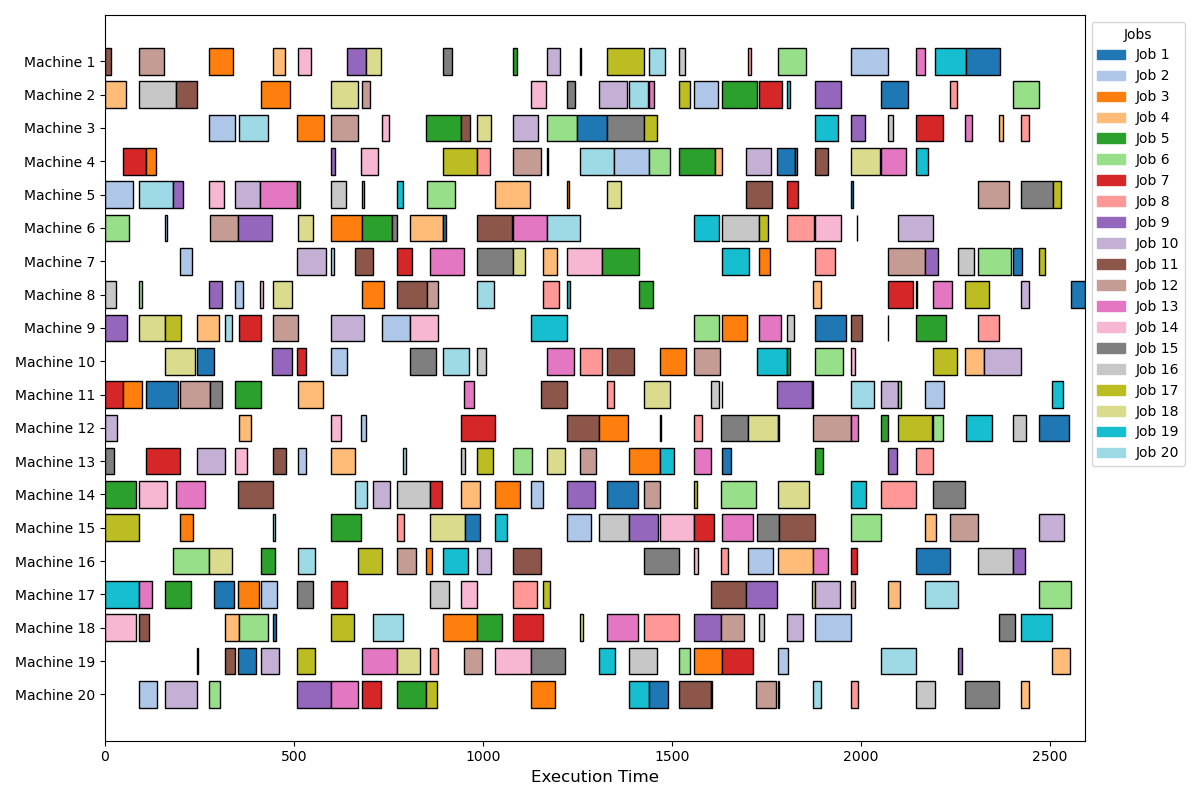 Machine 1
Machine 2
Machine 3
Machine 4
Machine 5
Machine 6
Machine 7
Machine 8
Machine 9
Machine 10
Machine 11
Machine 12
Machine 13
Machine 14
Machine 15
Machine 16
Machine 17
Machine 18
Machine 19
Machine 20
0 500 1000 1500 2000 2500
Execution Time
Jobs
Job 1
Job 2
Job 3
Job 4
Job 5
Job 6
Job 7
Job 8
Job 9
Job 10
Job 11
Job 12
Job 13
Job 14
Job 15
Job 16
Job 17
Job 18
Job 19
Job 20